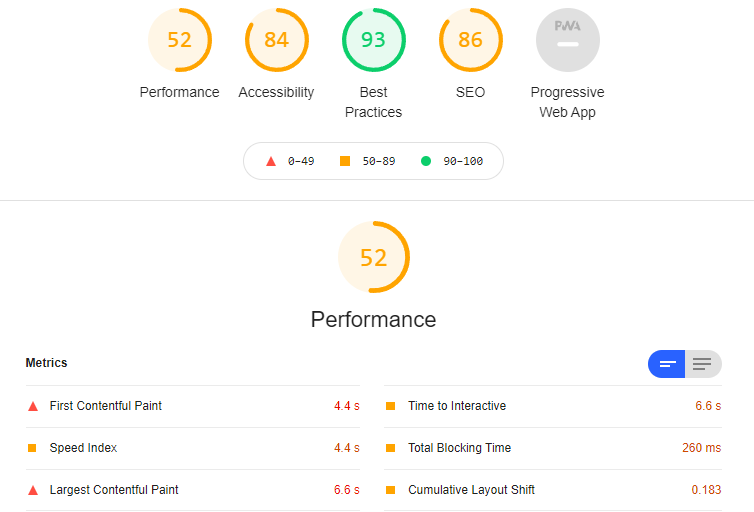 52 84 93 86 PWA
Performance Accessibility Best Practices SEO Progressive Web App
0–49 50–89 90–100
52
Performance
Metrics
First Contentful Paint 4.4 s
Time to Interactive 6.6 s
Speed Index 4.4 s
Total Blocking Time 260 ms
Largest Contentful Paint 6.6 s
Cumulative Layout Shift 0.183